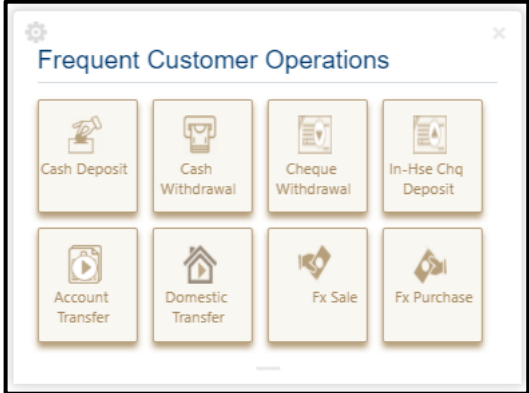 Frequent Customer Operations
Cash Deposit
Cash
Withdrawal
Cheque
Withdrawal
In-Hse Chq
Deposit
Account
Transfer
Domestic
Transfer
Fx Sale
Fx Purchase